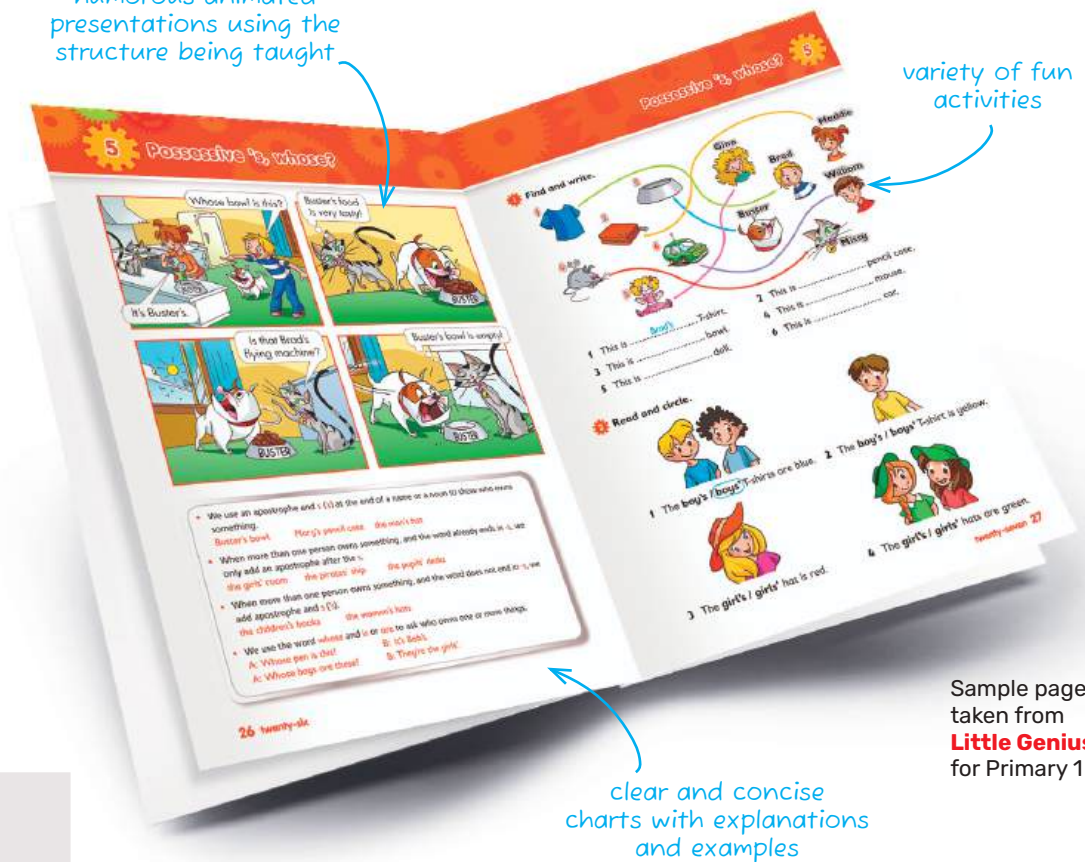 numerous animated
presentations using the
structure being taught
variety of fun
activities
5 Possessive 's, whose?
Whose bowl is this?
It's Buster's.
Buster's food
is very tasty!
BUSTER
Is that Brad's
flying machine?
BUSTER
Buster's bowl is empty!
BUSTER
• We use an apostrophe and s ('s) at the end of a name or a noun to show who owns
something.
Buster's bowl Mary's pencil case the man's hat
• When more than one person owns something, and the word already ends in -s, we
only add an apostrophe after the s.
the girls' room the pirates' ship the pupils' desks
• When more than one person owns something, and the word does not end in -s, we
add apostrophe and s ('s).
the children's books the women's hats
• We use the word whose and is or are to ask who owns one or more things.
A: Whose pen is this? B: It's Bob's.
A: Whose bags are these? B: They're the girls'.
26 twenty-six
Possessive 's, whose? 5
1 Find and write.
Gina
Brad
Maddie
William
Buster
Missy
1 This is Brad's T-shirt.
2 This is .................... pencil case.
3 This is .................... bowl.
4 This is .................... mouse.
5 This is .................... doll.
6 This is .................... car.
2 Read and circle.
1 The boy's / boys' T-shirts are blue.
2 The boy's / boys' T-shirt is yellow.
3 The girl's / girls' hat is red.
4 The girl's / girls' hats are green.
twenty-seven 27
clear and concise
charts with explanations
and examples
Sample page
taken from
Little Genius
for Primary 1